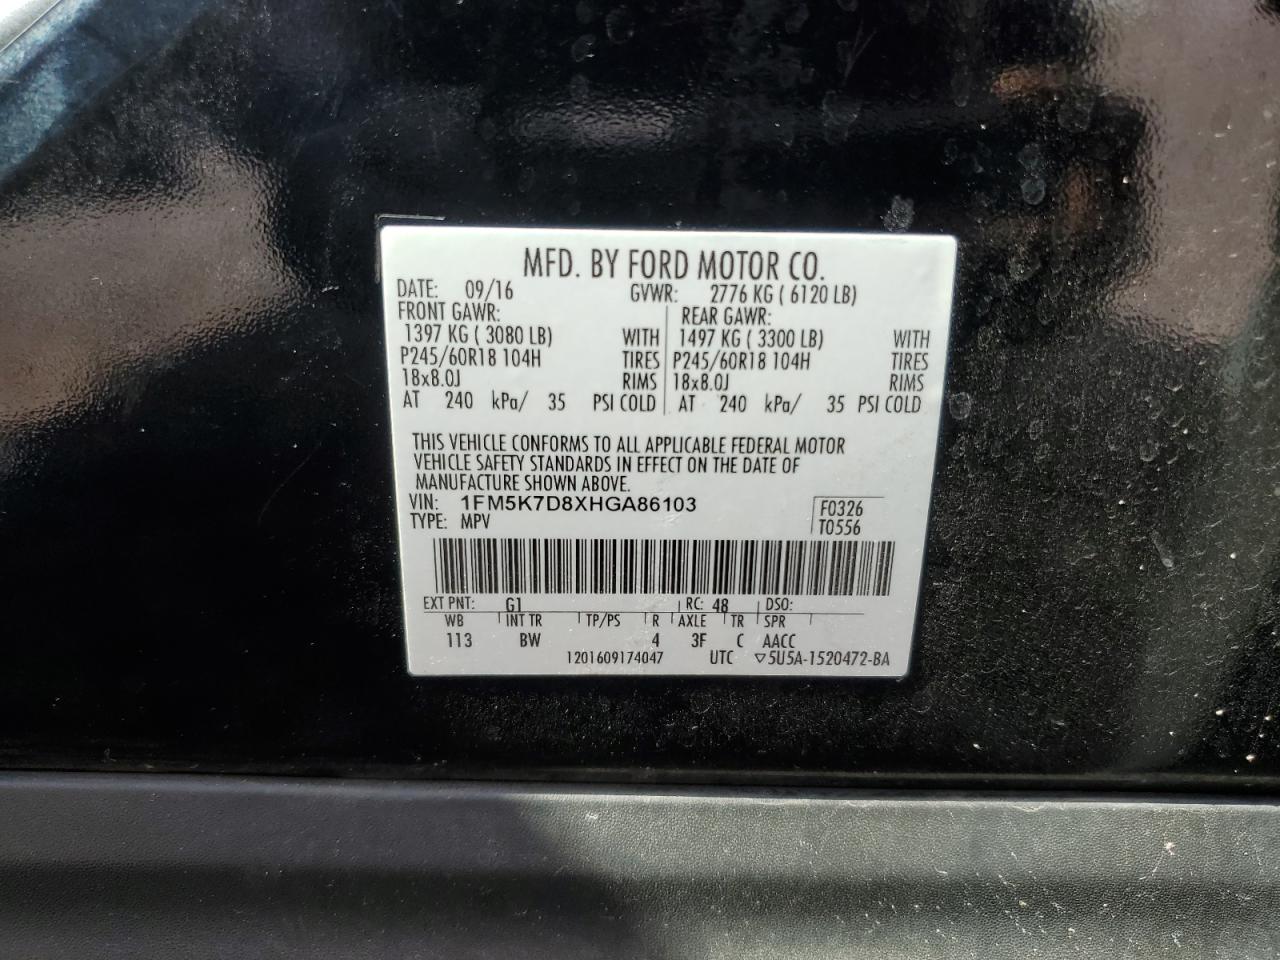 MFD. BY FORD MOTOR CO.
DATE: 09/16 GVWR: 2776 KG ( 6120 LB)
FRONT GAWR: REAR GAWR:
1397 KG ( 3080 LB) WITH 1497 KG ( 3300 LB) WITH
P245/60R18 104H TIRES P245/60R18 104H TIRES
18x8.0J RIMS 18x8.0J RIMS
AT 240 kPa/ 35 PSI COLD AT 240 kPa/ 35 PSI COLD
THIS VEHICLE CONFORMS TO ALL APPLICABLE FEDERAL MOTOR
VEHICLE SAFETY STANDARDS IN EFFECT ON THE DATE OF
MANUFACTURE SHOWN ABOVE.
VIN: 1FM5K7D8XHGA86103 F0326
TYPE: MPV T0556
EXT PNT: G1 RC: 48 DSO:
WB INT TR TP/PS R AXLE TR SPR
113 BW 4 3F C AACC
1201609174047 UTC ▽5U5A-1520472-BA